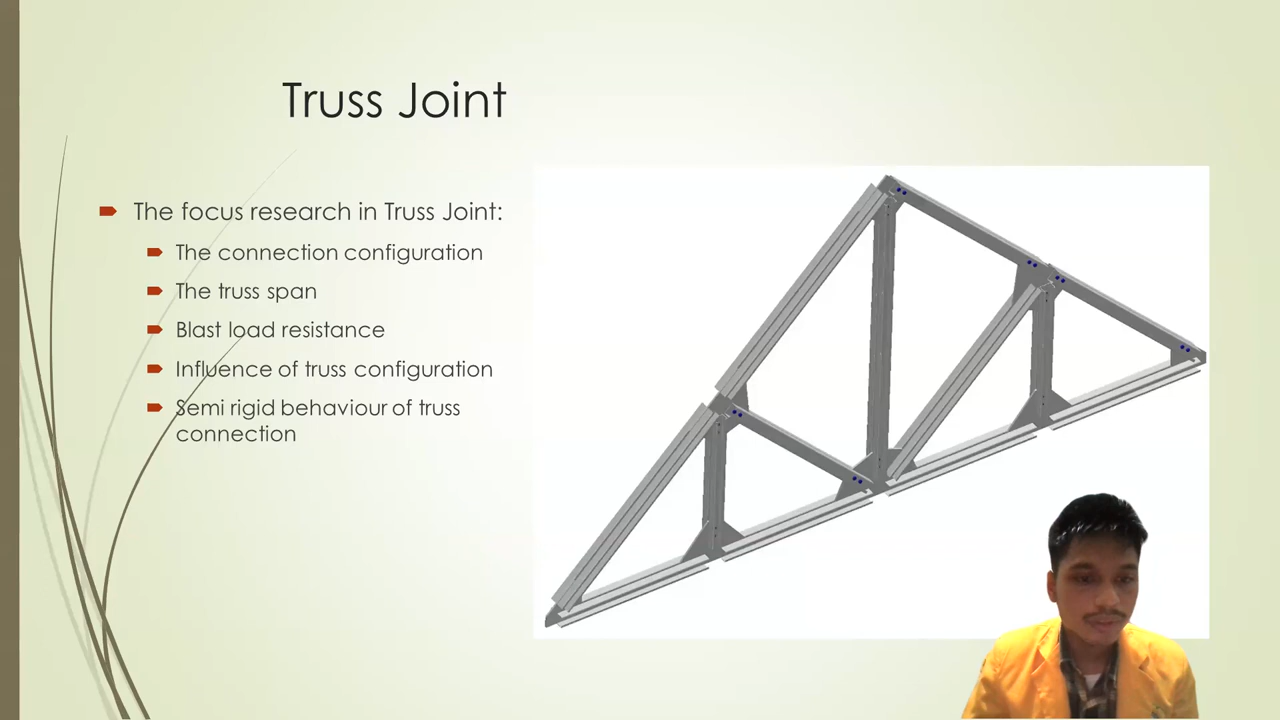 Truss Joint
The focus research in Truss Joint:
The connection configuration
The truss span
Blast load resistance
Influence of truss configuration
Semi rigid behaviour of truss
connection